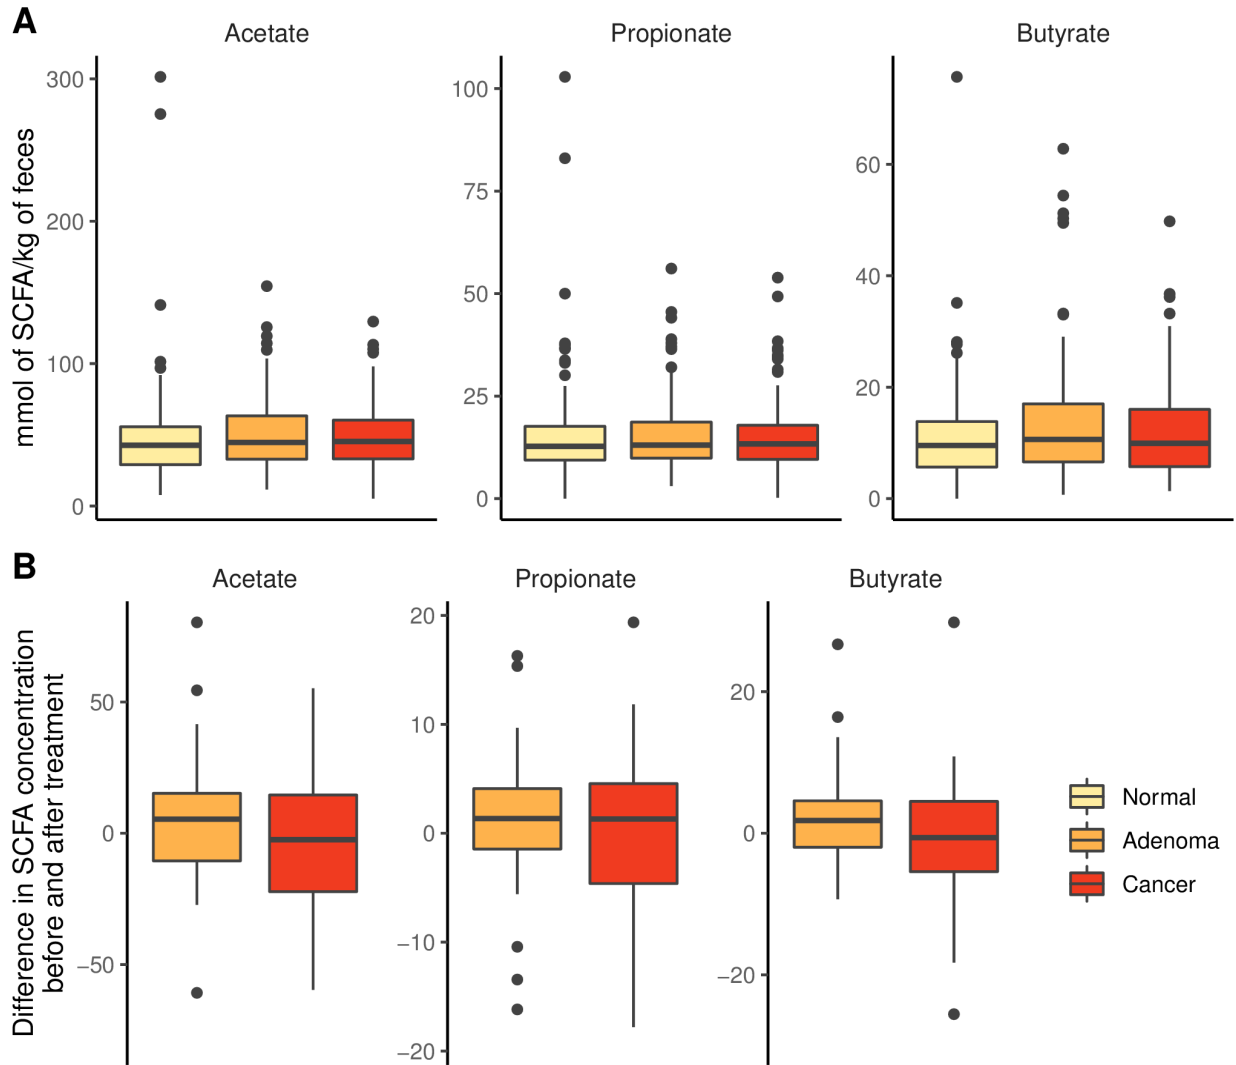 A
Acetate
Propionate
Butyrate
mmol of SCFA/kg of feces
300
200
100
0
100
75
50
25
0
60
40
20
0
B
Acetate
Propionate
Butyrate
Difference in SCFA concentration
before and after treatment
50
0
−50
20
10
0
−10
−20
20
0
−20
Normal
Adenoma
Cancer